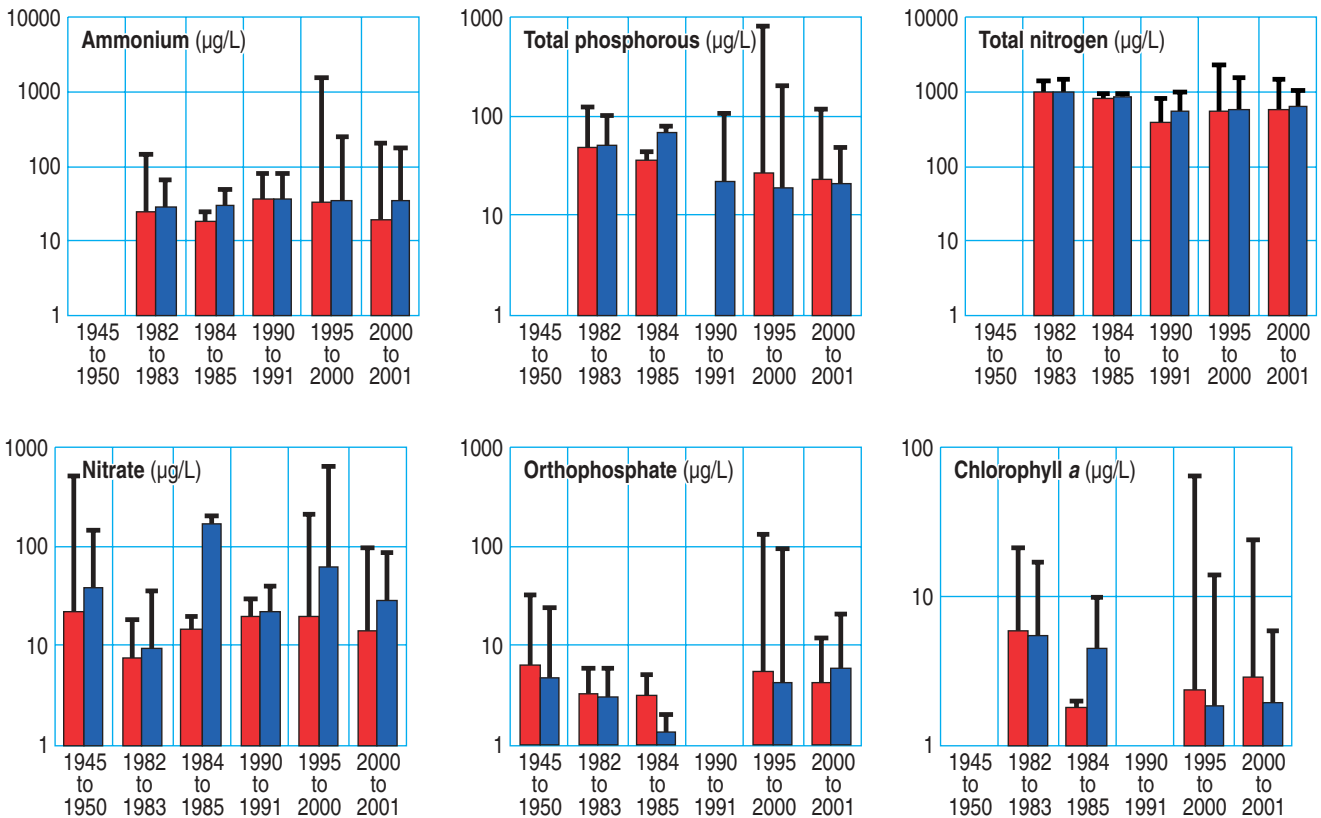 Ammonium (µg/L)
10000
1000
100
10
1
1945 to 1950
1982 to 1983
1984 to 1985
1990 to 1991
1995 to 2000
2000 to 2001
Total phosphorous (µg/L)
1000
100
10
1
1945 to 1950
1982 to 1983
1984 to 1985
1990 to 1991
1995 to 2000
2000 to 2001
Total nitrogen (µg/L)
10000
1000
100
10
1
1945 to 1950
1982 to 1983
1984 to 1985
1990 to 1991
1995 to 2000
2000 to 2001
Nitrate (µg/L)
1000
100
10
1
1945 to 1950
1982 to 1983
1984 to 1985
1990 to 1991
1995 to 2000
2000 to 2001
Orthophosphate (µg/L)
1000
100
10
1
1945 to 1950
1982 to 1983
1984 to 1985
1990 to 1991
1995 to 2000
2000 to 2001
Chlorophyll a (µg/L)
100
10
1
1945 to 1950
1982 to 1983
1984 to 1985
1990 to 1991
1995 to 2000
2000 to 2001